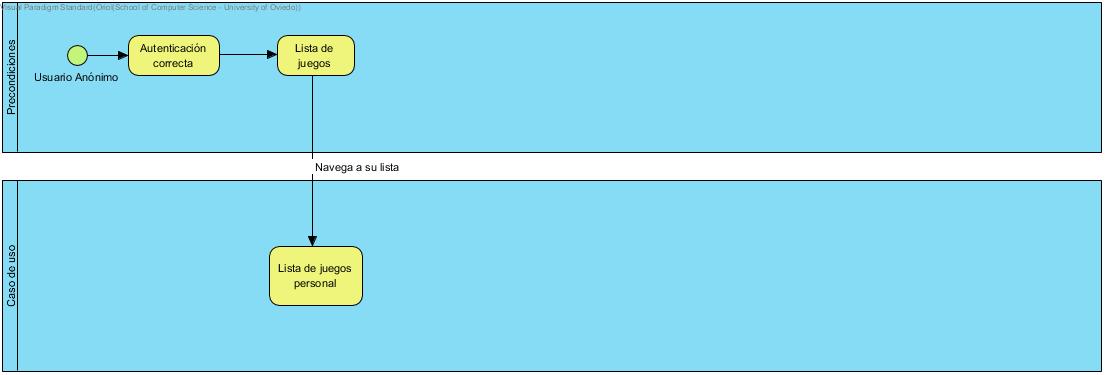 Visual Paradigm Standard(Oriol(School of Computer Science - University of Oviedo))
Precondiciones
Usuario Anónimo
Autenticación
correcta
Lista de
juegos
Navega a su lista
Caso de uso
Lista de juegos
personal